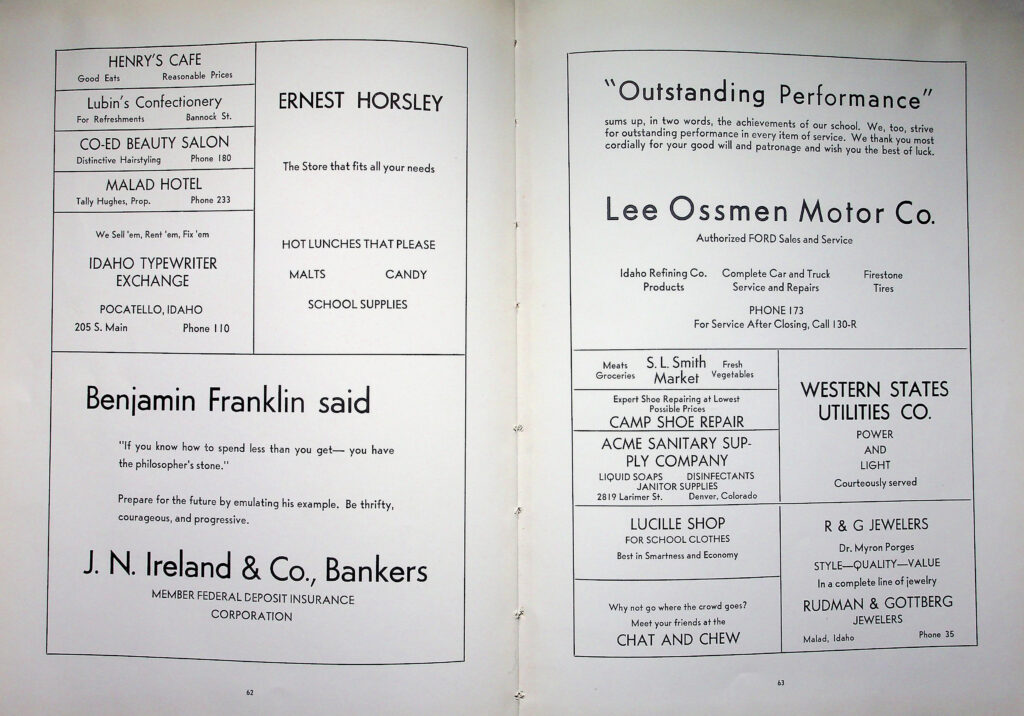 HENRY'S CAFE
Good Eats Reasonable Prices
Lubin's Confectionery
For Refreshments Bannock St.
CO-ED BEAUTY SALON
Distinctive Hairstyling Phone 180
MALAD HOTEL
Tally Hughes, Prop. Phone 233
We Sell 'em, Rent 'em, Fix 'em
IDAHO TYPEWRITER
EXCHANGE
POCATELLO, IDAHO
205 S. Main Phone 110
ERNEST HORSLEY
The Store that fits all your needs
HOT LUNCHES THAT PLEASE
MALTS CANDY
SCHOOL SUPPLIES
Benjamin Franklin said
"If you know how to spend less than you get— you have
the philosopher's stone."
Prepare for the future by emulating his example. Be thrifty,
courageous, and progressive.
J. N. Ireland & Co., Bankers
MEMBER FEDERAL DEPOSIT INSURANCE
CORPORATION
62
"Outstanding Performance"
sums up, in two words, the achievements of our school. We, too, strive
for outstanding performance in every item of service. We thank you most
cordially for your good will and patronage and wish you the best of luck.
Lee Ossmen Motor Co.
Authorized FORD Sales and Service
Idaho Refining Co. Complete Car and Truck Firestone
Products Service and Repairs Tires
PHONE 173
For Service After Closing, Call 130-R
Meats S. L. Smith Fresh
Groceries Market Vegetables
Expert Shoe Repairing at Lowest
Possible Prices
CAMP SHOE REPAIR
ACME SANITARY SUP-
PLY COMPANY
LIQUID SOAPS DISINFECTANTS
JANITOR SUPPLIES
2819 Larimer St. Denver, Colorado
WESTERN STATES
UTILITIES CO.
POWER
AND
LIGHT
Courteously served
LUCILLE SHOP
FOR SCHOOL CLOTHES
Best in Smartness and Economy
Why not go where the crowd goes?
Meet your friends at the
CHAT AND CHEW
R & G JEWELERS
Dr. Myron Porges
STYLE—QUALITY—VALUE
In a complete line of jewelry
RUDMAN & GOTTBERG
JEWELERS
Malad, Idaho Phone 35
63